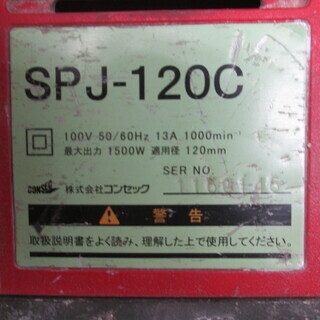 SPJ-120C
100V 50/60Hz 13A 1000min⁻¹
最大出力 1500W 適用径 120mm
SER NO.
株式会社コンセック
警告
取扱説明書をよく読み、理解した上で使用してください。